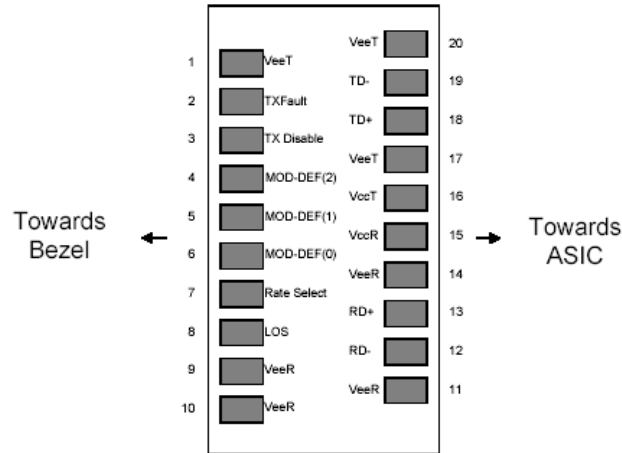 VeeT 20
1 VeeT
TD- 19
2 TXFault
TD+ 18
3 TX Disable
VeeT 17
4 MOD-DEF(2)
VccT 16
5 MOD-DEF(1)
VccR 15
6 MOD-DEF(0)
Towards
Bezel
Towards
ASIC
VeeR 14
7 Rate Select
RD+ 13
8 LOS
RD- 12
9 VeeR
VeeR 11
10 VeeR